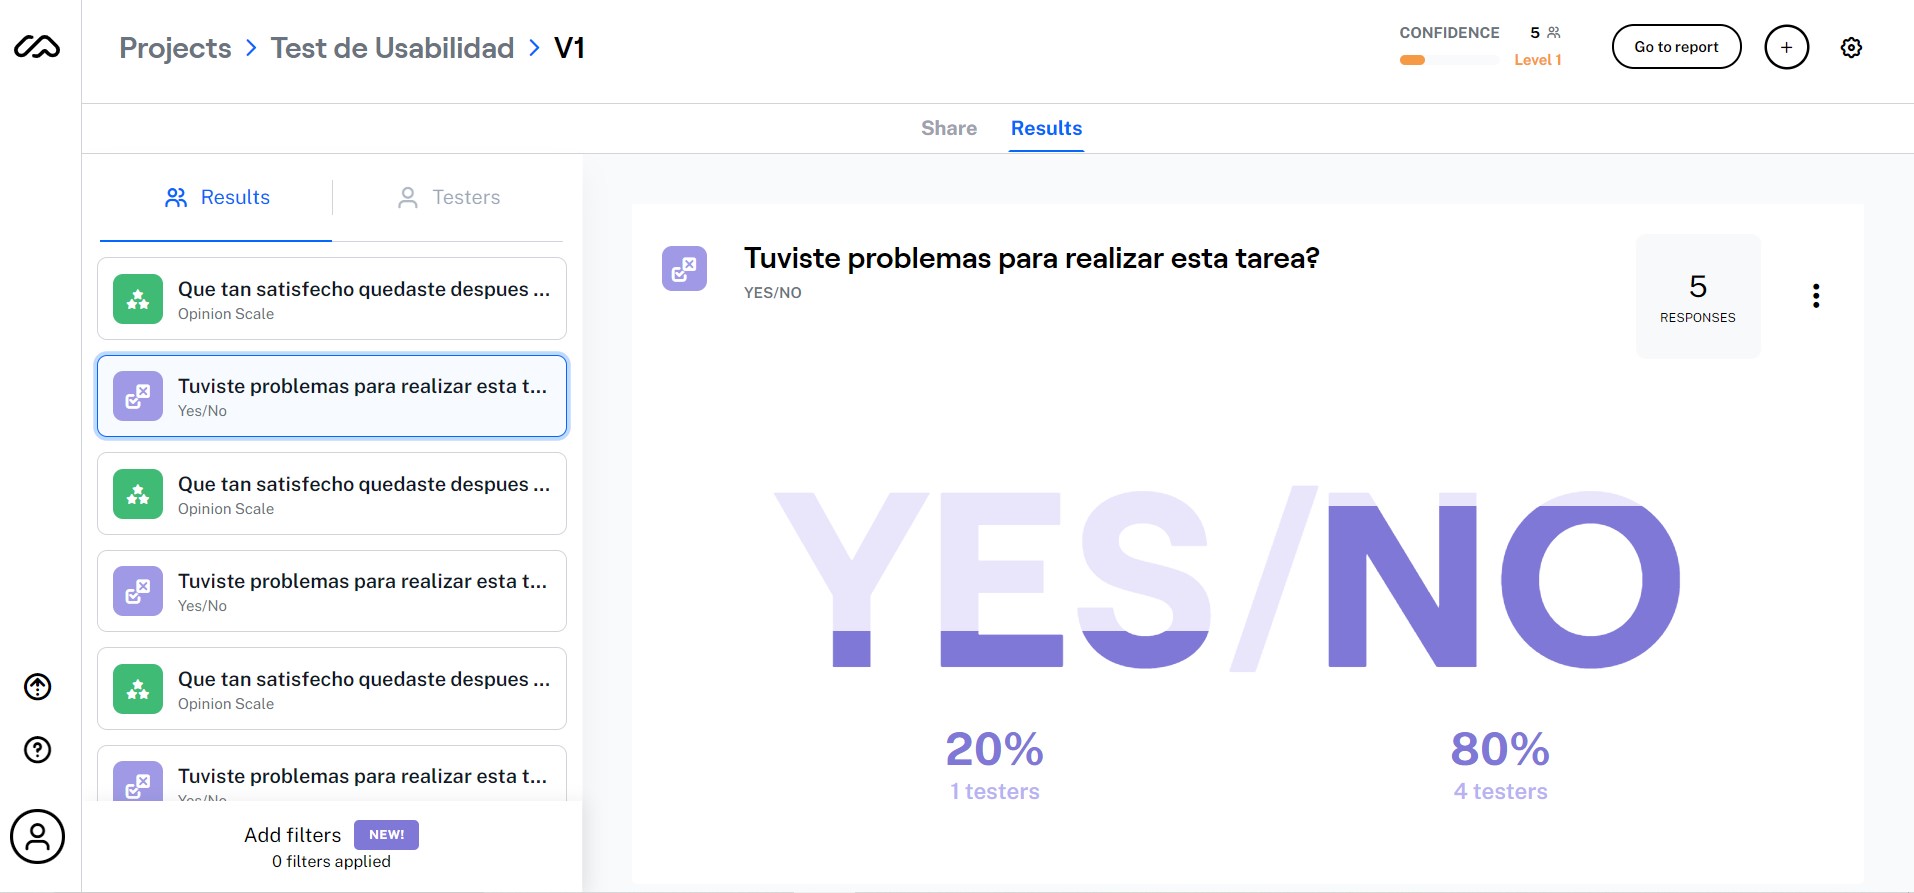 Projects > Test de Usabilidad > V1
CONFIDENCE 5
Level 1
Go to report
Share Results
Results Testers
Que tan satisfecho quedaste despues ...
Opinion Scale
Tuviste problemas para realizar esta t...
Yes/No
Que tan satisfecho quedaste despues ...
Opinion Scale
Tuviste problemas para realizar esta t...
Yes/No
Que tan satisfecho quedaste despues ...
Opinion Scale
Tuviste problemas para realizar esta t...
Yes/No
Add filters NEW!
0 filters applied
Tuviste problemas para realizar esta tarea?
YES/NO
5
RESPONSES
YES/NO
20% 80%
1 testers 4 testers